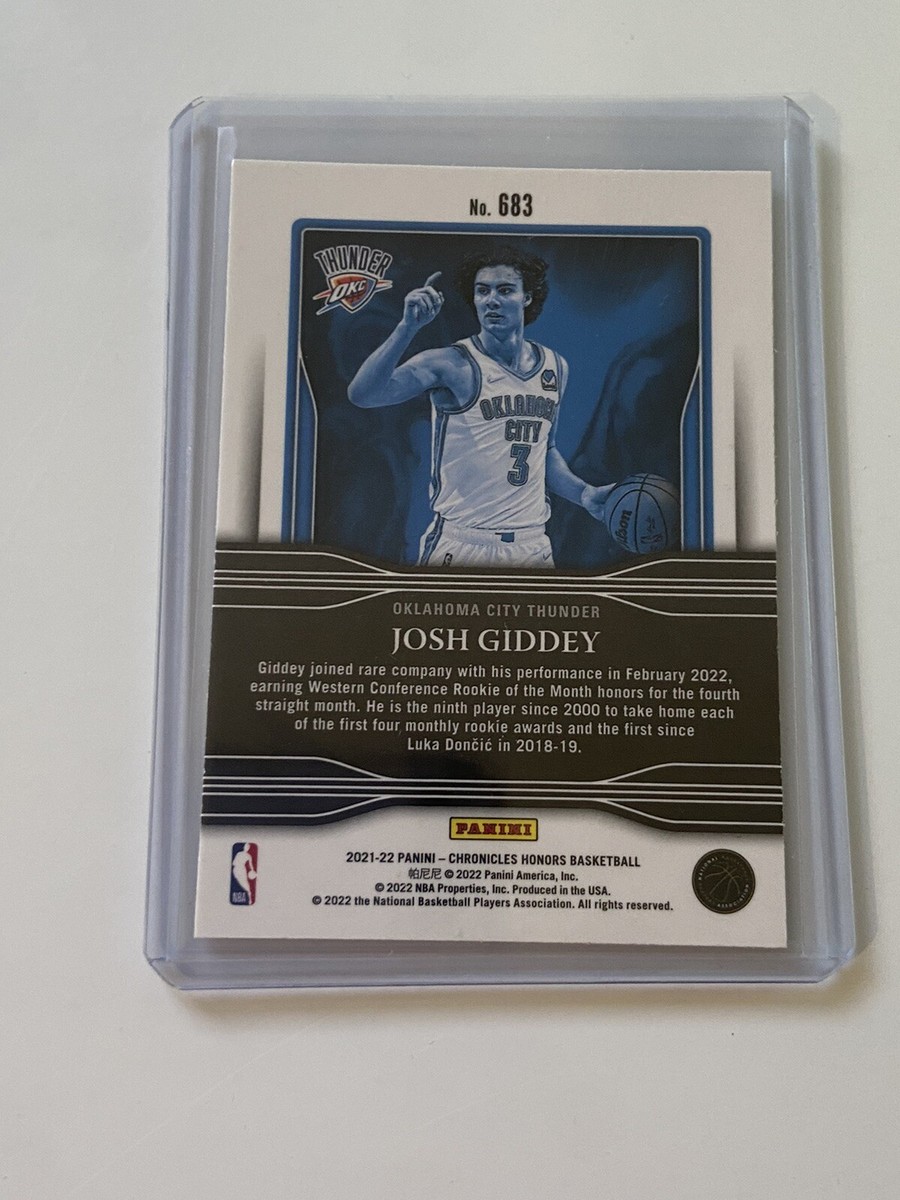 No. 683
THUNDER
OKC
OKLAHOMA
CITY
3
Wilson
OKLAHOMA CITY THUNDER
JOSH GIDDEY
Giddey joined rare company with his performance in February 2022,
earning Western Conference Rookie of the Month honors for the fourth
straight month. He is the ninth player since 2000 to take home each
of the first four monthly rookie awards and the first since
Luka Dončić in 2018-19.
PANINI
2021-22 PANINI – CHRONICLES HONORS BASKETBALL
帕尼尼 © 2022 Panini America, Inc.
© 2022 NBA Properties, Inc. Produced in the USA.
© 2022 the National Basketball Players Association. All rights reserved.
NBA
NATIONAL
ASSOCIATION